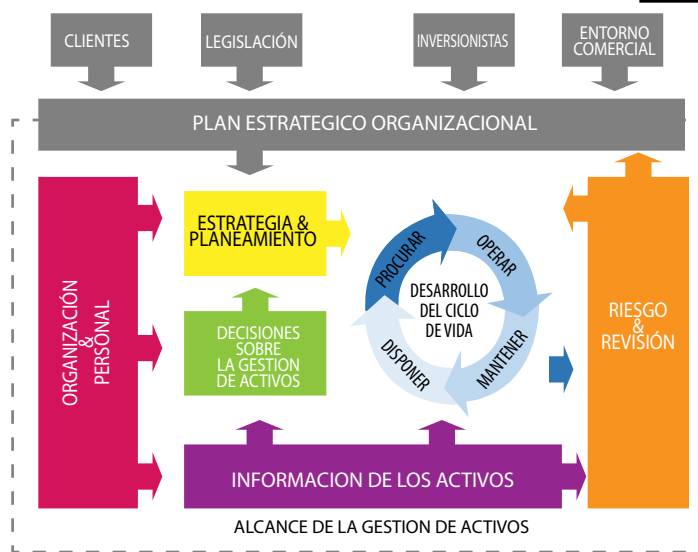 CLIENTES
LEGISLACIÓN
INVERSIONISTAS
ENTORNO
COMERCIAL
PLAN ESTRATEGICO ORGANIZACIONAL
ORGANIZACIÓN
&
PERSONAL
ESTRATEGIA &
PLANEAMIENTO
DECISIONES
SOBRE
LA GESTION
DE ACTIVOS
PROCURAR
OPERAR
MANTENER
DISPONER
DESARROLLO
DEL CICLO
DE VIDA
RIESGO
&
REVISIÓN
INFORMACION DE LOS ACTIVOS
ALCANCE DE LA GESTION DE ACTIVOS